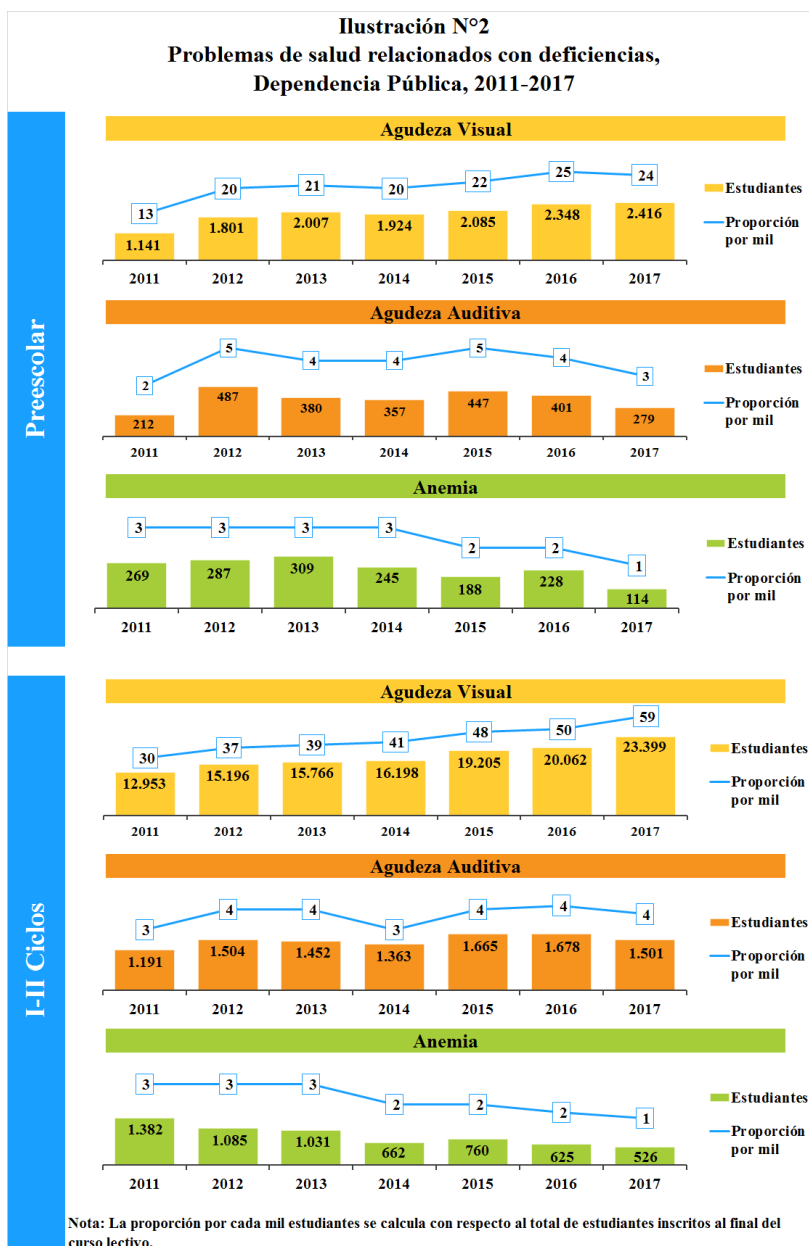 Ilustración N°2
Problemas de salud relacionados con deficiencias,
Dependencia Pública, 2011-2017
Preescolar
Agudeza Visual
13 20 21 20 22 25 24
1.141 1.801 2.007 1.924 2.085 2.348 2.416
2011 2012 2013 2014 2015 2016 2017
Estudiantes
Proporción
por mil
Agudeza Auditiva
2 5 4 4 5 4 3
212 487 380 357 447 401 279
2011 2012 2013 2014 2015 2016 2017
Estudiantes
Proporción
por mil
Anemia
3 3 3 3 2 2 1
269 287 309 245 188 228 114
2011 2012 2013 2014 2015 2016 2017
Estudiantes
Proporción
por mil
I-II Ciclos
Agudeza Visual
30 37 39 41 48 50 59
12.953 15.196 15.766 16.198 19.205 20.062 23.399
2011 2012 2013 2014 2015 2016 2017
Estudiantes
Proporción
por mil
Agudeza Auditiva
3 4 4 3 4 4 4
1.191 1.504 1.452 1.363 1.665 1.678 1.501
2011 2012 2013 2014 2015 2016 2017
Estudiantes
Proporción
por mil
Anemia
3 3 3 2 2 2 1
1.382 1.085 1.031 662 760 625 526
2011 2012 2013 2014 2015 2016 2017
Estudiantes
Proporción
por mil
Nota: La proporción por cada mil estudiantes se calcula con respecto al total de estudiantes inscritos al final del
curso lectivo.